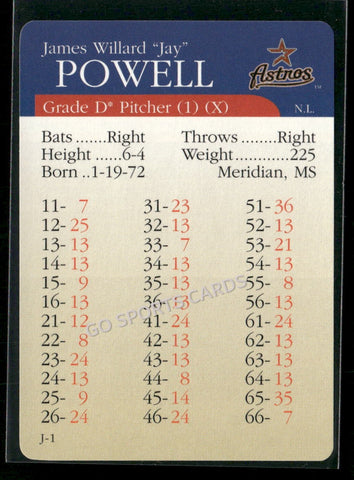 James Willard "Jay"
POWELL
Astros
TM
Grade D* Pitcher (1) (X) N.L.
Bats .......Right Throws ........Right
Height ......6-4 Weight...........225
Born ..1-19-72 Meridian, MS
11- 7 31- 23 51- 36
12- 25 32- 13 52- 13
13- 13 33- 7 53- 21
14- 13 34- 13 54- 13
15- 9 35- 13 55- 8
16- 13 36- 13 56- 13
21- 12 41- 24 61- 24
22- 8 42- 13 62- 13
23- 24 43- 13 63- 13
24- 13 44- 8 64- 13
25- 9 45- 14 65- 35
26- 24 46- 24 66- 7
J-1
GO SPORTS CARDS